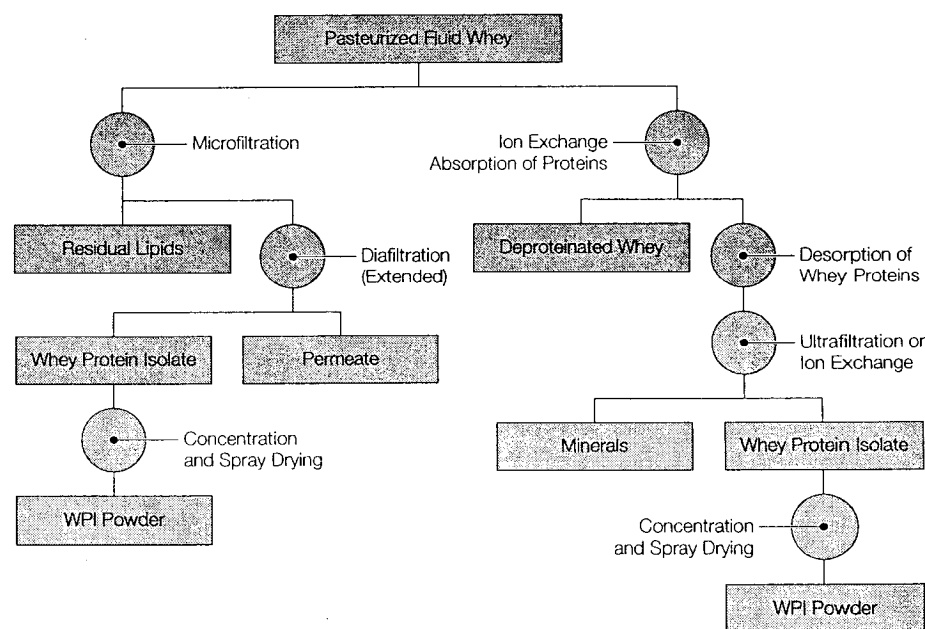 Pasteurized Fluid Whey
Microfiltration
Ion Exchange
Absorption of Proteins
Residual Lipids
Diafiltration
(Extended)
Deproteinated Whey
Desorption of
Whey Proteins
Whey Protein Isolate
Permeate
Ultrafiltration or
Ion Exchange
Concentration
and Spray Drying
Minerals
Whey Protein Isolate
WPI Powder
Concentration
and Spray Drying
WPI Powder